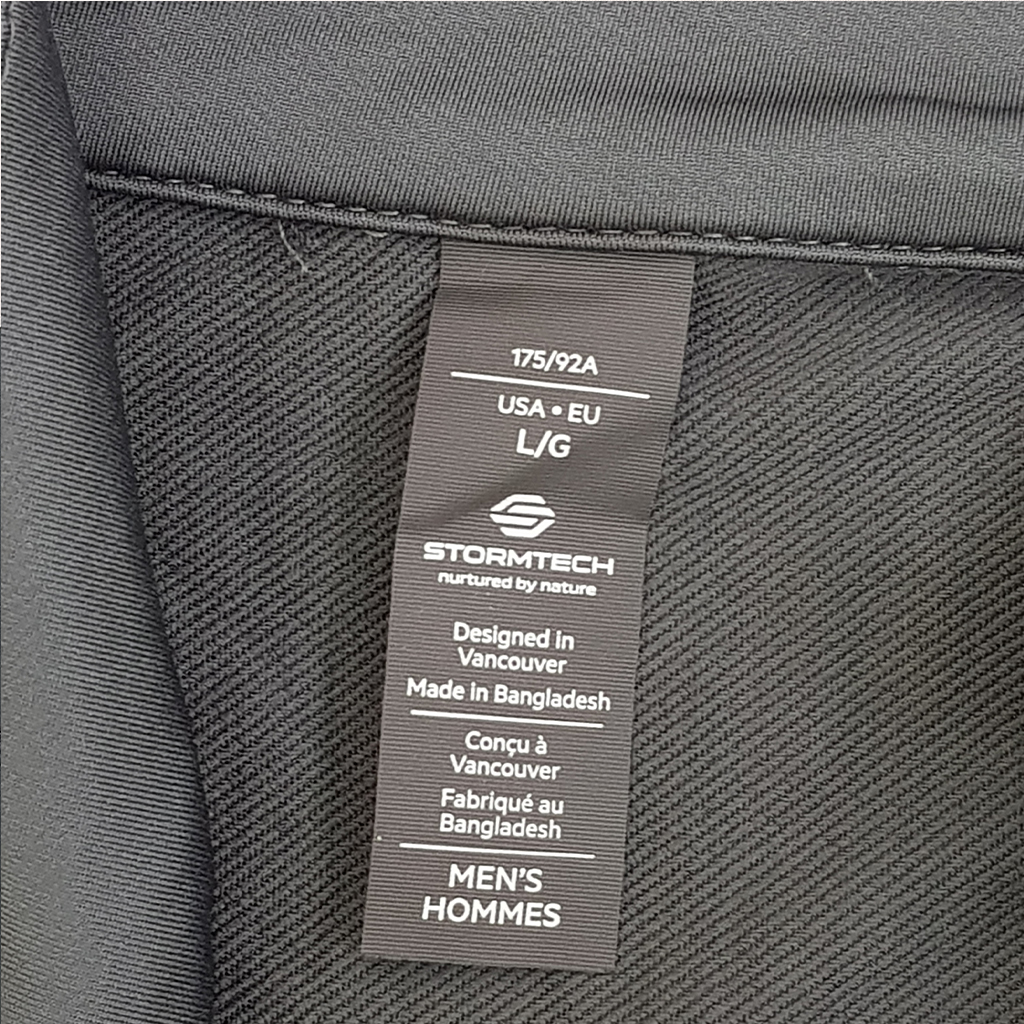 175/92A
USA • EU
L/G
STORMTECH
nurtured by nature
Designed in
Vancouver
Made in Bangladesh
Conçu à
Vancouver
Fabriqué au
Bangladesh
MEN'S
HOMMES